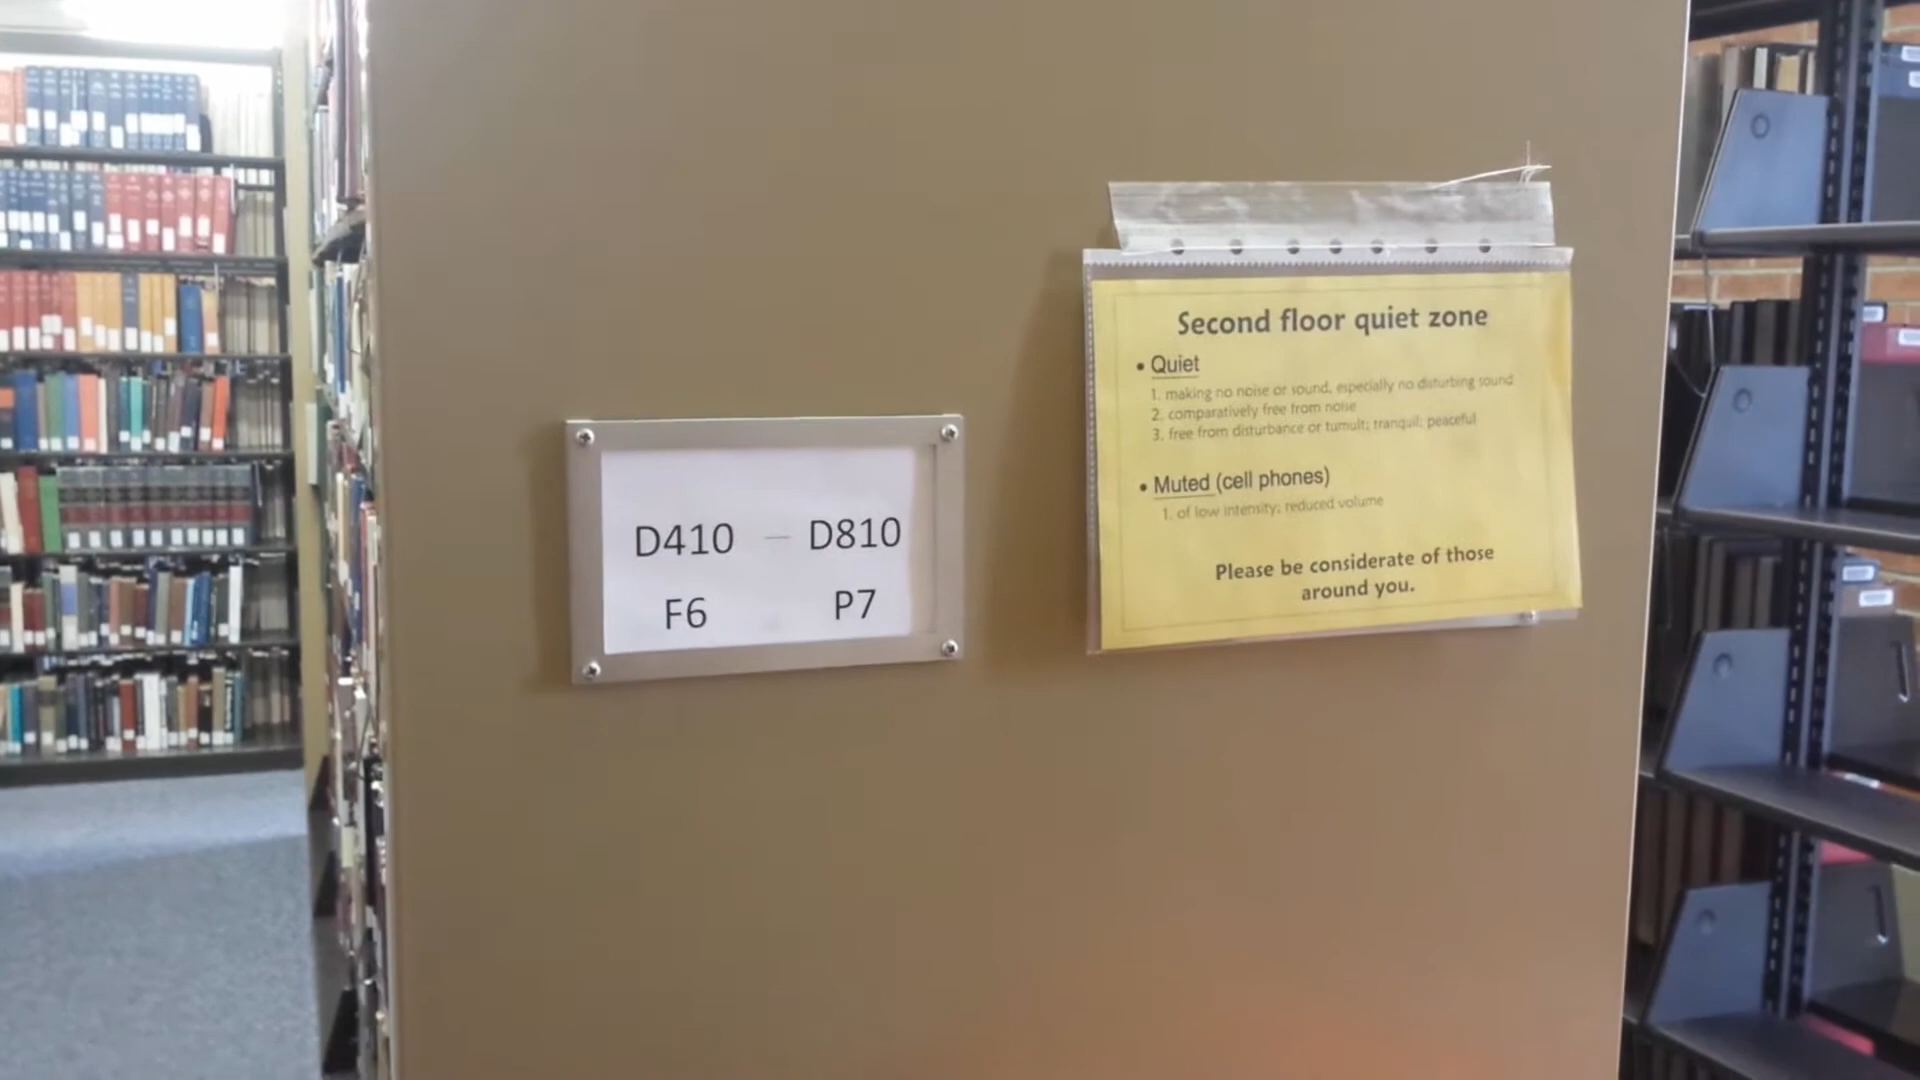 D410 – D810
F6 P7
Second floor quiet zone
• Quiet
1. making no noise or sound, especially no disturbing sound
2. comparatively free from noise
3. free from disturbance or tumult; tranquil; peaceful
• Muted (cell phones)
1. of low intensity; reduced volume
Please be considerate of those
around you.